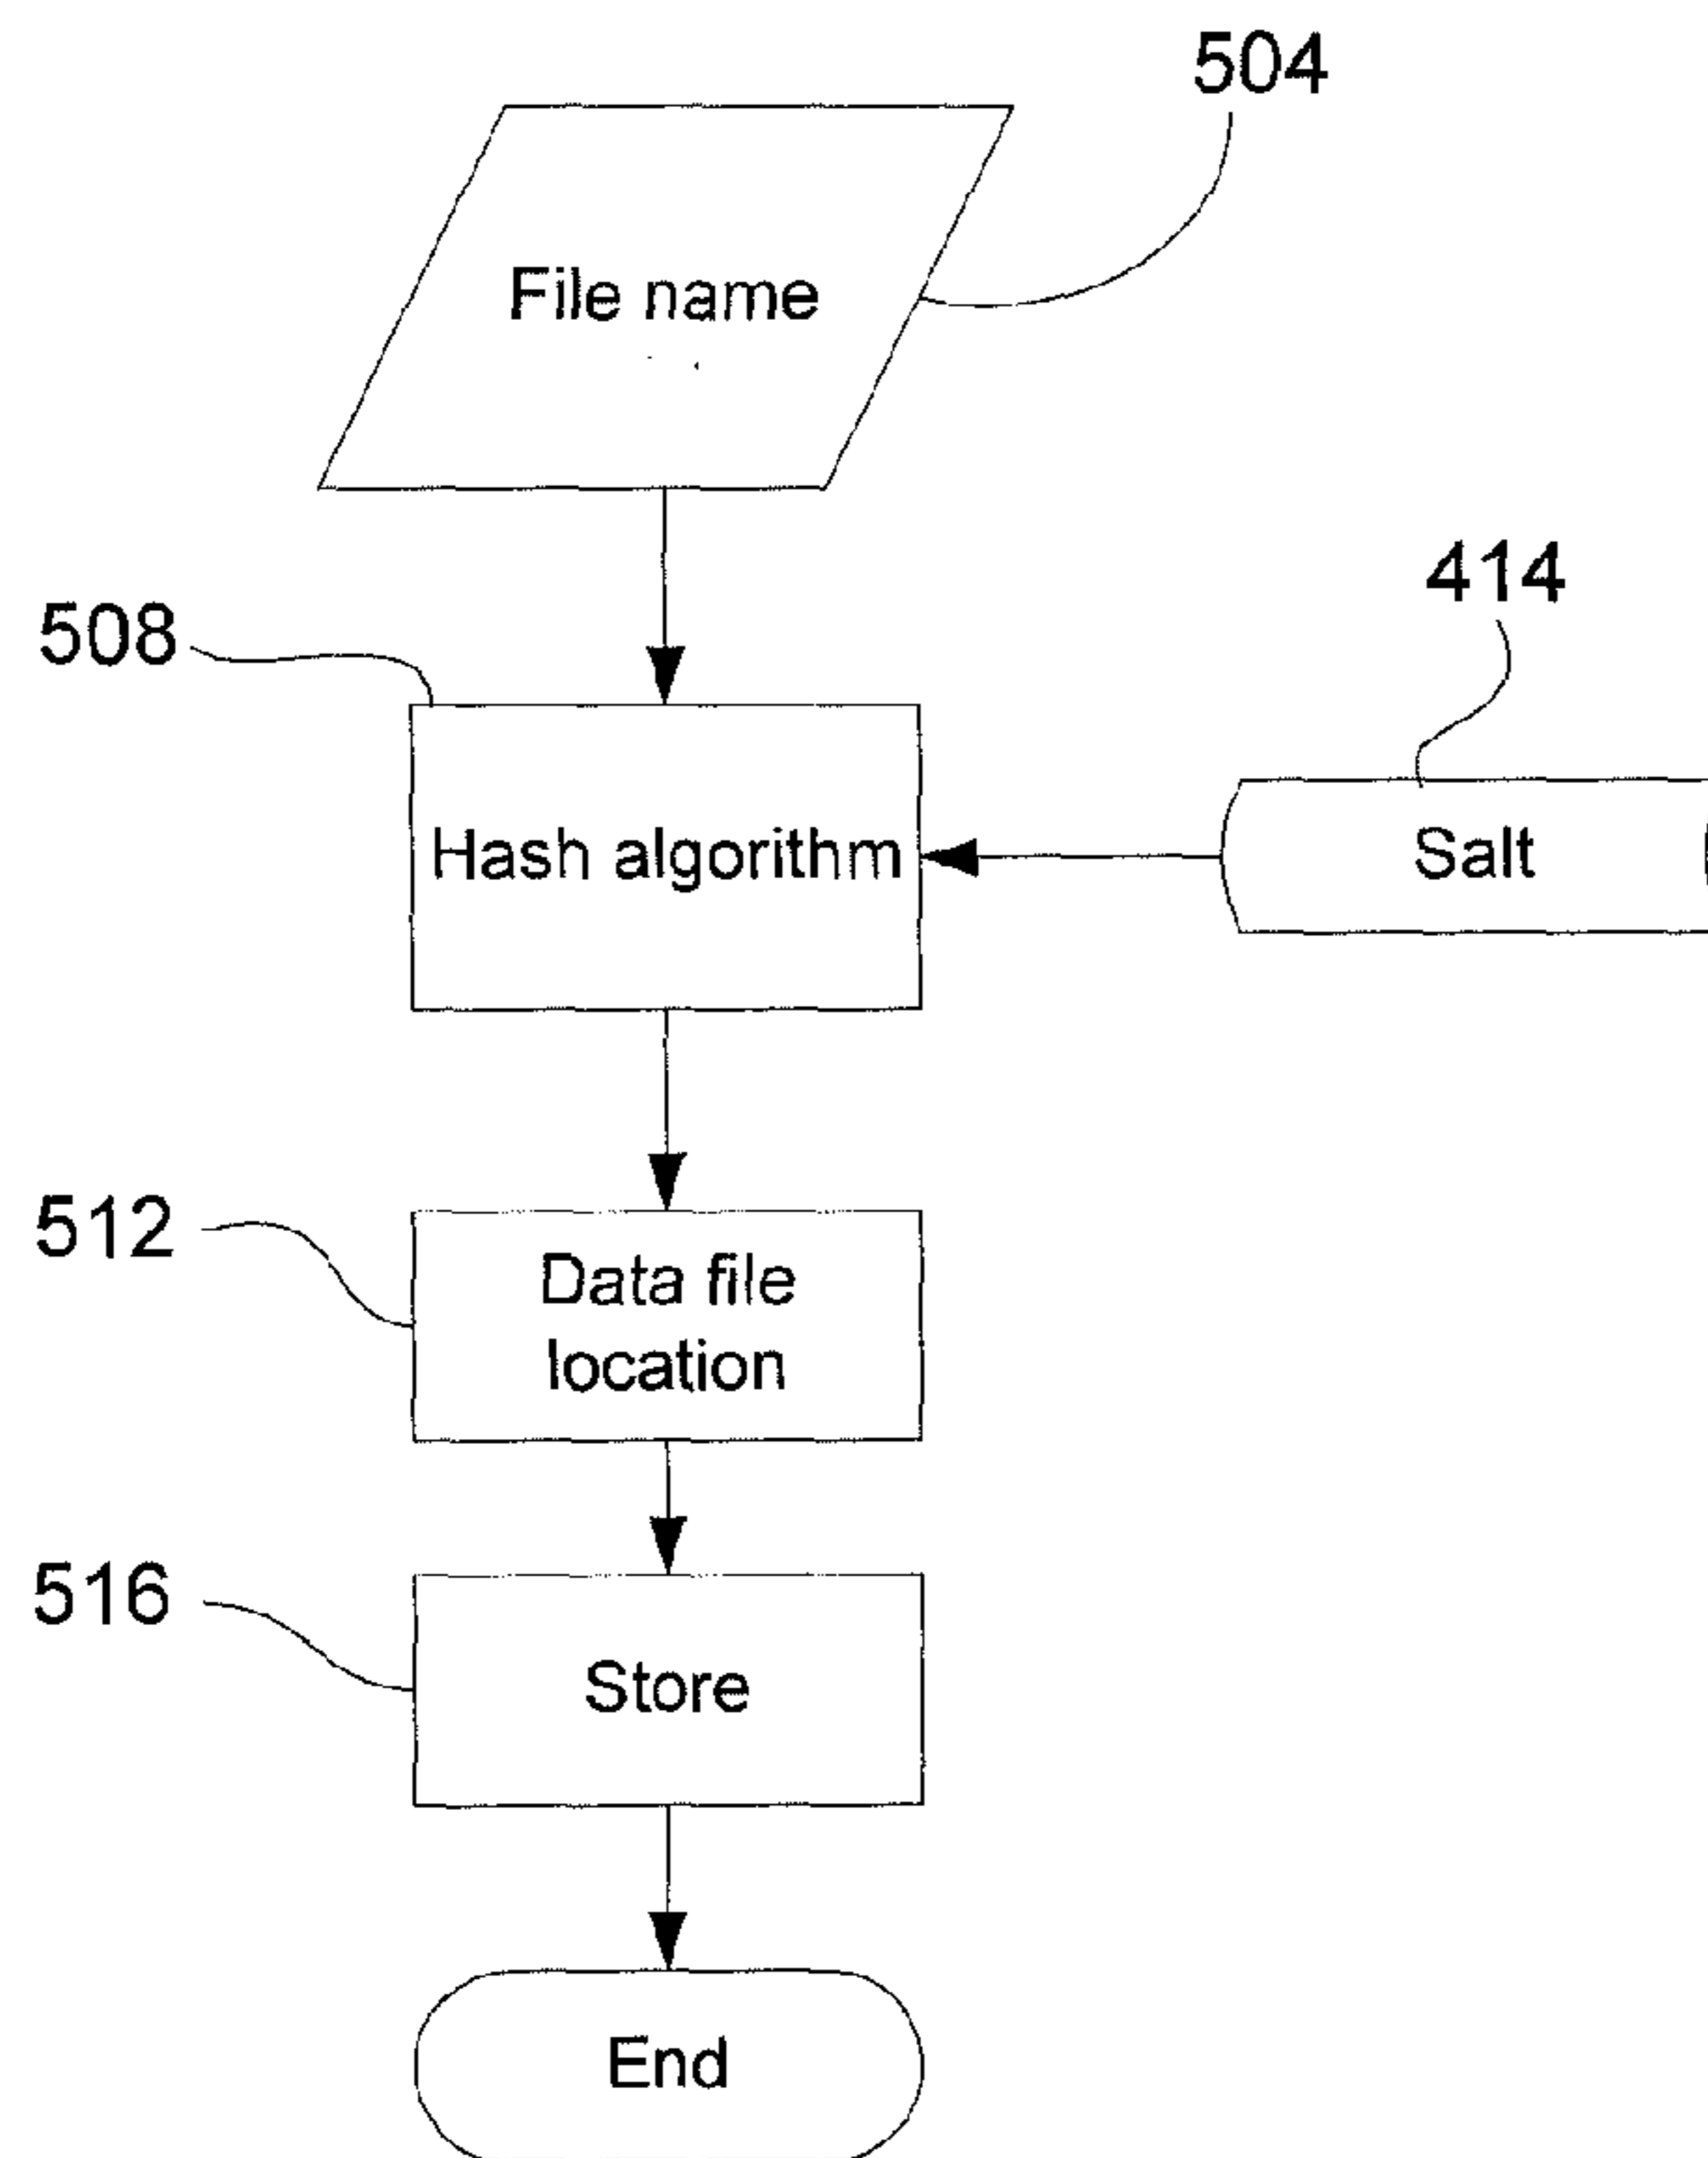 504
File name
414
508
Hash algorithm
Salt
512
Data file
location
516
Store
End